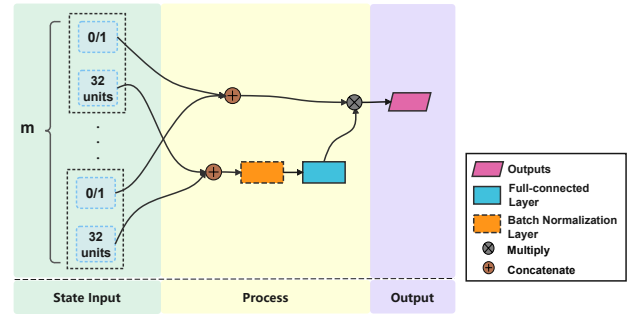 0/1
32
units
m
.
.
.
0/1
32
units
Outputs
Full-connected
Layer
Batch Normalization
Layer
Multiply
Concatenate
State Input
Process
Output